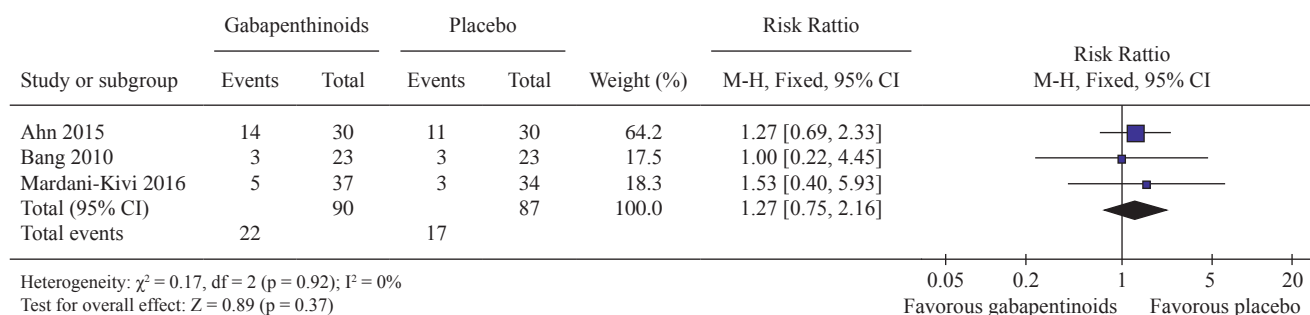 Gabapenthinoids Placebo Risk Rattio
Risk Rattio
Study or subgroup Events Total Events Total Weight (%) M-H, Fixed, 95% CI M-H, Fixed, 95% CI
Ahn 2015 14 30 11 30 64.2 1.27 [0.69, 2.33]
Bang 2010 3 23 3 23 17.5 1.00 [0.22, 4.45]
Mardani-Kivi 2016 5 37 3 34 18.3 1.53 [0.40, 5.93]
Total (95% CI) 90 87 100.0 1.27 [0.75, 2.16]
Total events 22 17
Heterogeneity: χ² = 0.17, df = 2 (p = 0.92); I² = 0%
Test for overall effect: Z = 0.89 (p = 0.37)
0.05 0.2 1 5 20
Favorous gabapentinoids Favorous placebo